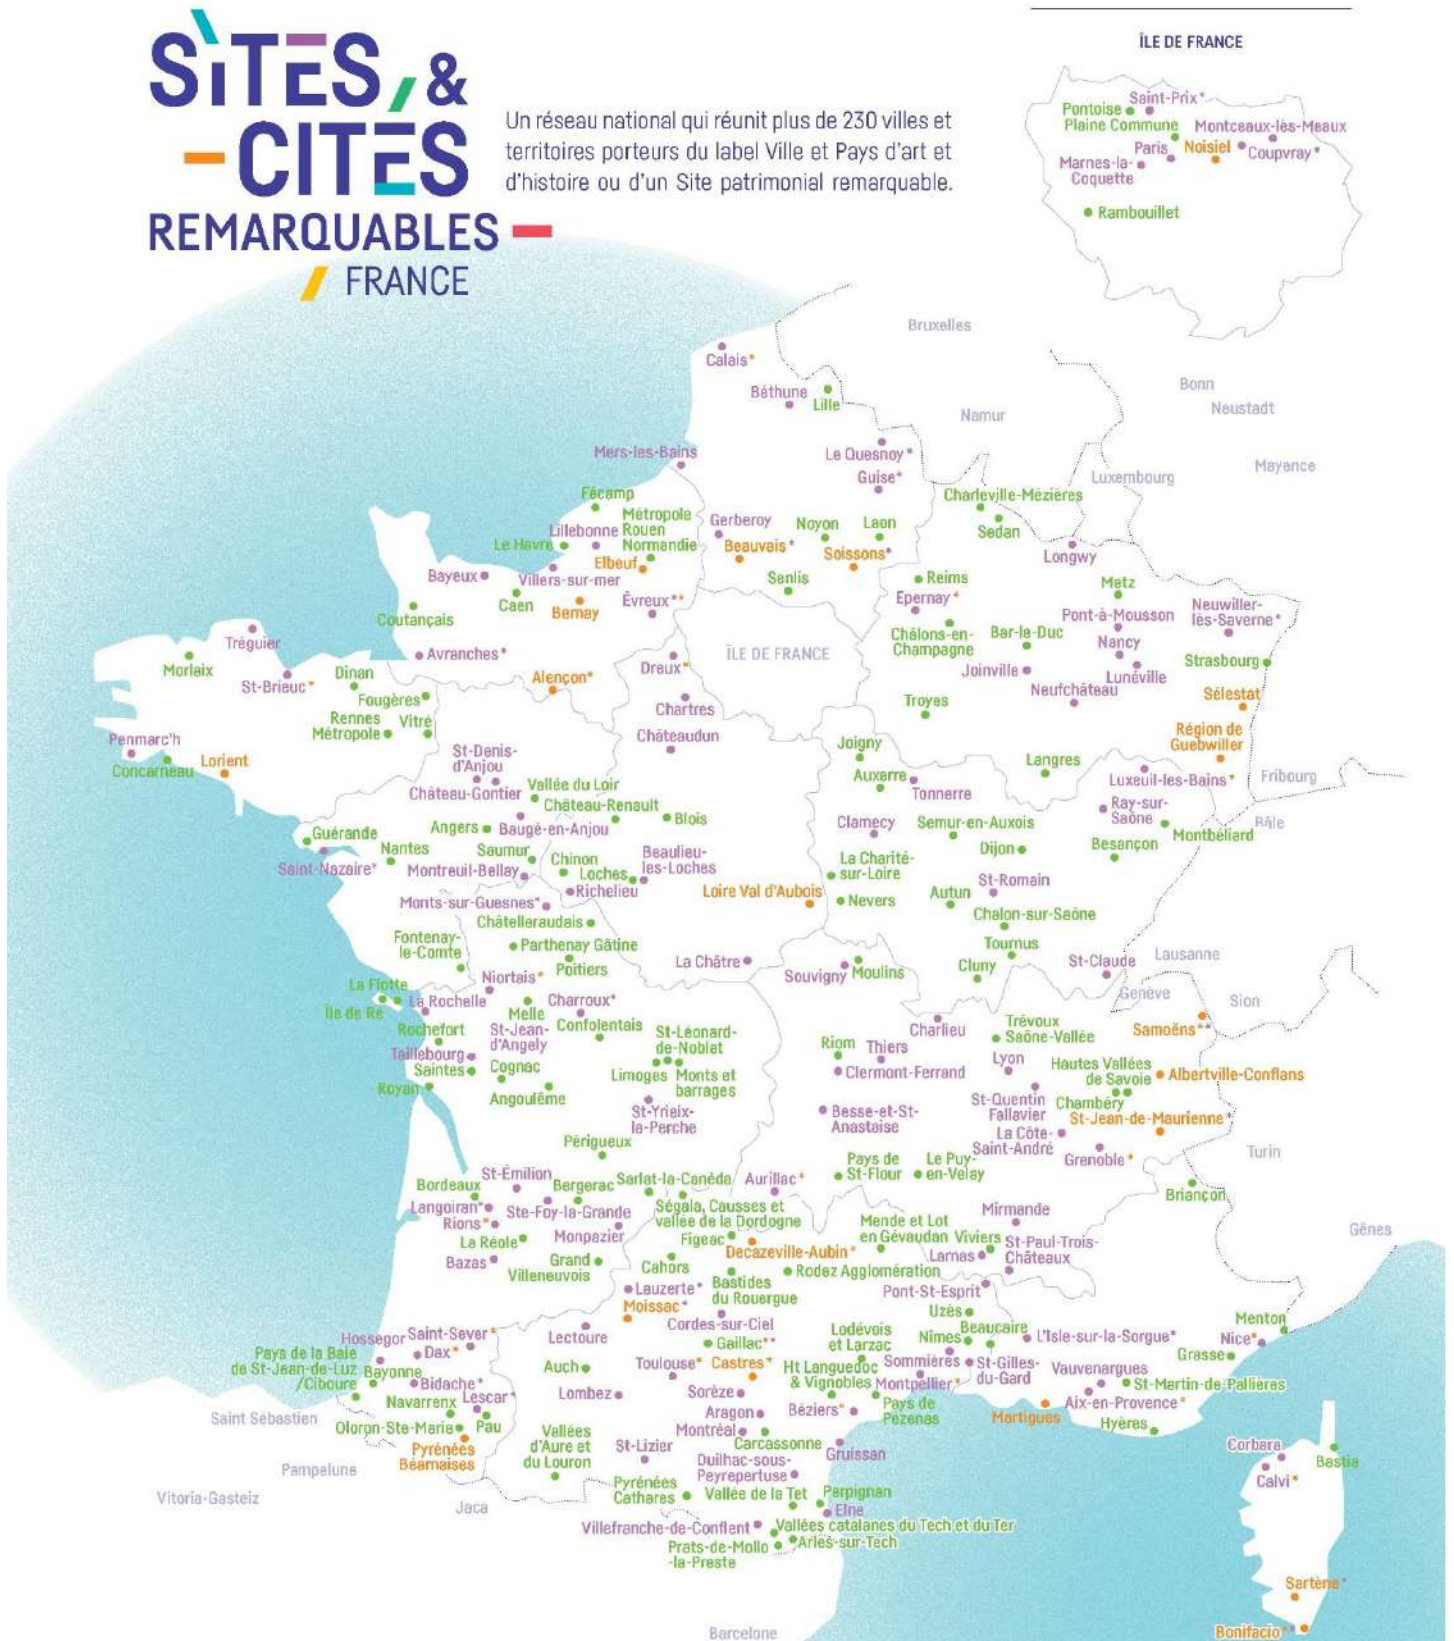 SITES &
CITÉS
REMARQUABLES
FRANCE
Un réseau national qui réunit plus de 230 villes et
territoires porteurs du label Ville et Pays d'art et
d'histoire ou d'un Site patrimonial remarquable.
ÎLE DE FRANCE
Saint-Prix*
Pontoise
Plaine Commune
Montceaux-lès-Meaux
Paris
Noisiel
Coupvray*
Marnes-la-
Coquette
Rambouillet
Bruxelles
Calais*
Bonn
Béthune
Lille
Neustadt
Namur
Mers-les-Bains
Le Quesnoy*
Mayence
Guise*
Luxembourg
Fécamp
Charleville-Mézières
Métropole
Rouen
Normandie
Lillebonne
Gerberoy
Noyon
Laon
Sedan
Le Havre
Beauvais*
Soissons*
Longwy
Elbeuf
Bayeux
Villers-sur-mer
Senlis
Reims
Metz
Caen
Bernay
Évreux**
Epernay*
Coutançais
Pont-à-Mousson
Neuwiller-
lès-Saverne*
Châlons-en-
Champagne
Bar-le-Duc
Nancy
Tréguier
Avranches*
ÎLE DE FRANCE
Morlaix
Dreux*
Strasbourg
St-Brieuc*
Dinan
Alençon*
Joinville
Lunéville
Fougères
Neufchâteau
Sélestat
Chartres
Troyes
Rennes
Métropole
Vitré
Châteaudun
Région de
Guebwiller
Penmarc'h
Joigny
St-Denis-
d'Anjou
Concarneau
Lorient
Langres
Auxerre
Luxeuil-les-Bains*
Fribourg
Château-Gontier
Vallée du Loir
Tonnerre
Château-Renault
Ray-sur-
Saône
Blois
Clamecy
Semur-en-Auxois
Bâle
Guérande
Angers
Baugé-en-Anjou
Montbéliard
Nantes
Saumur
Dijon
Besançon
Chinon
Beaulieu-
les-Loches
La Charité-
sur-Loire
Saint-Nazaire*
Montreuil-Bellay
Loches
Richelieu
Loire Val d'Aubois
St-Romain
Autun
Nevers
Monts-sur-Guesnes*
Chalon-sur-Saône
Châtelleraudais
Fontenay-
le-Comte
Parthenay Gâtine
Tournus
Poitiers
La Châtre
Souvigny
Moulins
Cluny
St-Claude
Lausanne
Niortais*
La Flotte
Genève
Sion
Île de Ré
La Rochelle
Melle
Charroux*
Rochefort
St-Jean-
d'Angely
Confolentais
St-Léonard-
de-Noblat
Charlieu
Trévoux
Saône-Vallée
Samoëns**
Taillebourg
Riom
Thiers
Lyon
Saintes
Cognac
Limoges
Monts et
barrages
Clermont-Ferrand
Hautes Vallées
de Savoie
Albertville-Conflans
Royan
Angoulême
St-Quentin
Fallavier
Chambéry
St-Yrieix-
la-Perche
Besse-et-St-
Anastaise
St-Jean-de-Maurienne*
La Côte-
Saint-André
Périgueux
Grenoble*
Turin
Pays de
St-Flour
Le Puy-
en-Velay
St-Émilion
Bordeaux
Bergerac
Sarlat-la-Canéda
Aurillac*
Briançon
Langoiran*
Ste-Foy-la-Grande
Ségala, Causses et
vallée de la Dordogne
Mirmande
Rions*
Monpazier
Mende et Lot
en Gévaudan
Gênes
La Réole
Figeac
Viviers
St-Paul-Trois-
Châteaux
Bazas
Grand
Villeneuvois
Cahors
Decazeville-Aubin*
Larnas
Rodez Agglomération
Lauzerte*
Bastides
du Rouergue
Pont-St-Esprit
Moissac*
Uzès
Menton
Hossegor
Saint-Sever*
Lectoure
Cordes-sur-Ciel
Lodévois
et Larzac
Nîmes
Beaucaire
L'Isle-sur-la-Sorgue*
Nice*
Pays de la Baie
de St-Jean-de-Luz
/Ciboure
Dax*
Gaillac**
Grasse
Bayonne
Auch
Toulouse*
Castres*
Ht Languedoc
& Vignobles
Sommières
St-Gilles-
du-Gard
Vauvenargues
Bidache*
Montpellier*
St-Martin-de-Pallières
Navarrenx
Lescar*
Lombez
Sorèze
Aix-en-Provence*
Saint Sébastien
Aragon
Béziers*
Pays de
Pézenas
Martigues
Oloron-Ste-Marie
Pau
Montréal
Hyères
Pyrénées
Béarnaises
Vallées
d'Aure et
du Louron
St-Lizier
Carcassonne
Gruissan
Corbara
Bastia
Pampelune
Duilhac-sous-
Peyrepertuse
Calvi*
Pyrénées
Cathares
Vallée de la Tet
Perpignan
Vitoria-Gasteiz
Jaca
Elne
Villefranche-de-Conflent
Vallées catalanes du Tech et du Ter
Prats-de-Mollo
-la-Preste
Arles-sur-Tech
Sartène*
Barcelone
Bonifacio**